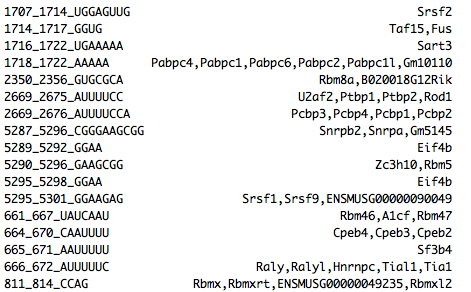 1707_1714_UGGAGUUG Srsf2
1714_1717_GGUG Taf15,Fus
1716_1722_UGAAAAA Sart3
1718_1722_AAAAA Pabpc4,Pabpc1,Pabpc6,Pabpc2,Pabpc1l,Gm10110
2350_2356_GUGCGCA Rbm8a,B020018G12Rik
2669_2675_AUUUUCC U2af2,Ptbp1,Ptbp2,Rod1
2669_2676_AUUUUCCA Pcbp3,Pcbp4,Pcbp1,Pcbp2
5287_5296_CGGGAAGCGG Snrpb2,Snrpa,Gm5145
5289_5292_GGAA Eif4b
5290_5296_GAAGCGG Zc3h10,Rbm5
5295_5298_GGAA Eif4b
5295_5301_GGAAGAG Srsf1,Srsf9,ENSMUSG00000090049
661_667_UAUCAAU Rbm46,A1cf,Rbm47
664_670_CAAUUUU Cpeb4,Cpeb3,Cpeb2
665_671_AAUUUUU Sf3b4
666_672_AUUUUUC Raly,Ralyl,Hnrnpc,Tial1,Tia1
811_814_CCAG Rbmx,Rbmxrt,ENSMUSG00000049235,Rbmxl2